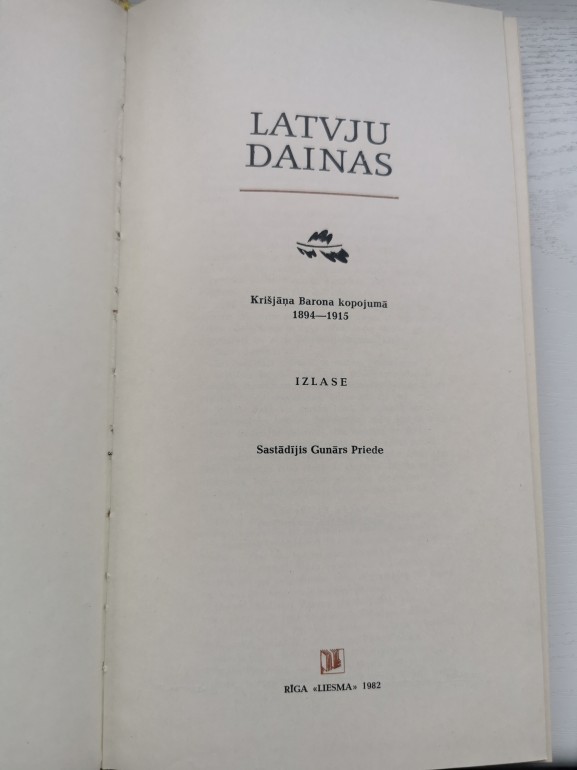 LATVJU
DAINAS
Krišjāņa Barona kopojumā
1894—1915
IZLASE
Sastādījis Gunārs Priede
RĪGA «LIESMA» 1982